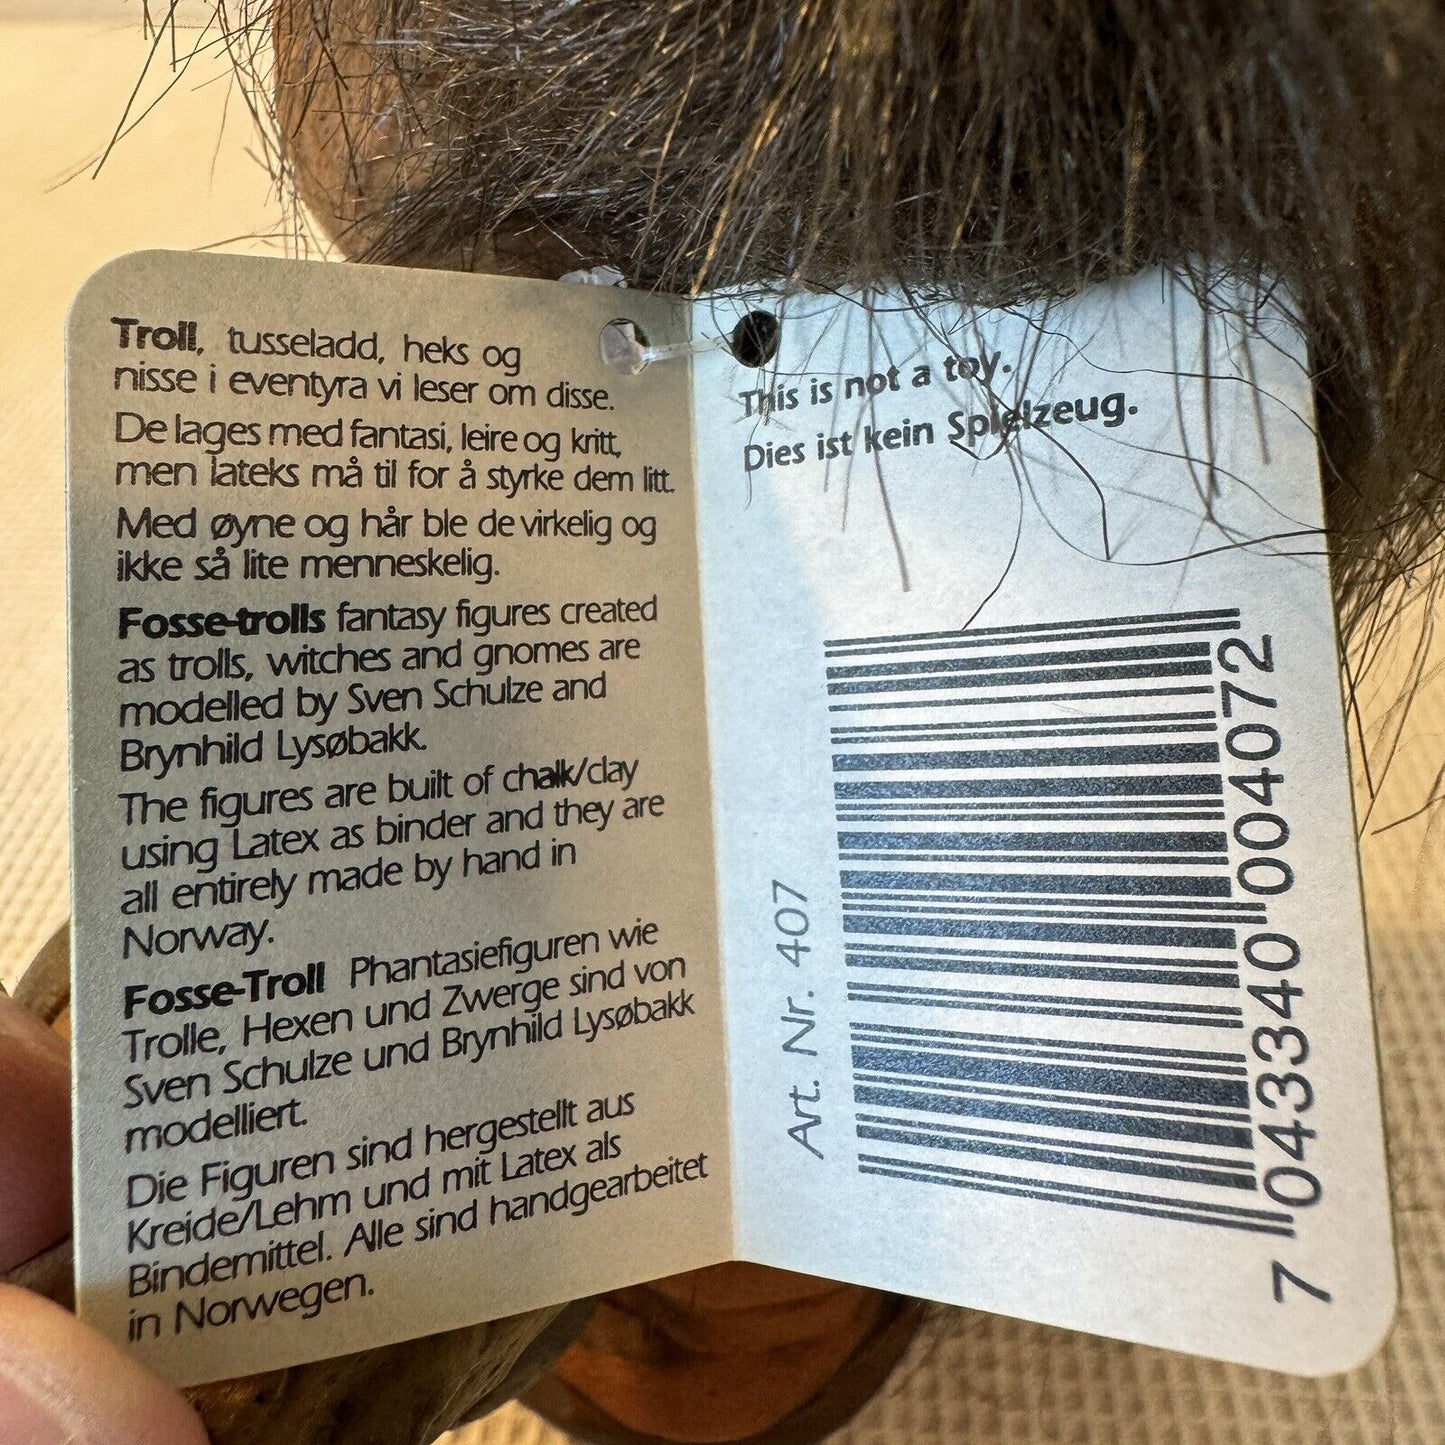 Troll, tusseladd, heks og
nisse i eventyra vi leser om disse.
De lages med fantasi, leire og kritt,
men lateks må til for å styrke dem litt.
Med øyne og hår ble de virkelig og
ikke så lite menneskelig.
Fosse-trolls fantasy figures created
as trolls, witches and gnomes are
modelled by Sven Schulze and
Brynhild Lysøbakk.
The figures are built of chalk/clay
using Latex as binder and they are
all entirely made by hand in
Norway.
Fosse-Troll Phantasiefiguren wie
Trolle, Hexen und Zwerge sind von
Sven Schulze und Brynhild Lysøbakk
modelliert.
Die Figuren sind hergestellt aus
Kreide/Lehm und mit Latex als
Bindemittel. Alle sind handgearbeitet
in Norwegen.
This is not a toy.
Dies ist kein Spielzeug.
Art. Nr. 407
7 043340 004072